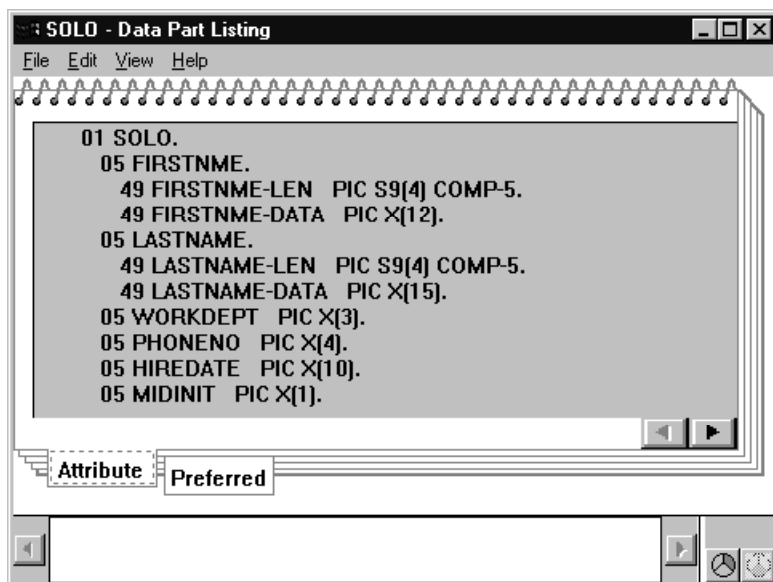 SOLO - Data Part Listing
File Edit View Help
01 SOLO.
05 FIRSTNME.
49 FIRSTNME-LEN PIC S9(4) COMP-5.
49 FIRSTNME-DATA PIC X(12).
05 LASTNAME.
49 LASTNAME-LEN PIC S9(4) COMP-5.
49 LASTNAME-DATA PIC X(15).
05 WORKDEPT PIC X(3).
05 PHONENO PIC X(4).
05 HIREDATE PIC X(10).
05 MIDINIT PIC X(1).
Attribute
Preferred